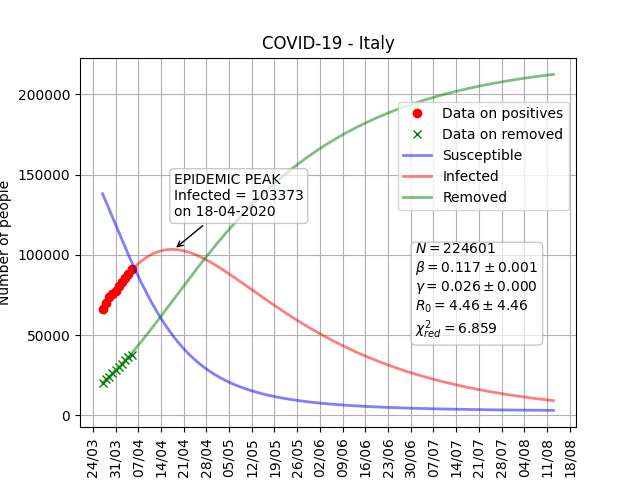 COVID-19 - Italy
Number of people
200000
150000
100000
50000
0
Data on positives
Data on removed
Susceptible
Infected
Removed
EPIDEMIC PEAK
Infected = 103373
on 18-04-2020
N = 224601
β = 0.117 ± 0.001
γ = 0.026 ± 0.000
R₀ = 4.46 ± 4.46
χ²red = 6.859
24/03
31/03
07/04
14/04
21/04
28/04
05/05
12/05
19/05
26/05
02/06
09/06
16/06
23/06
30/06
07/07
14/07
21/07
28/07
04/08
11/08
18/08